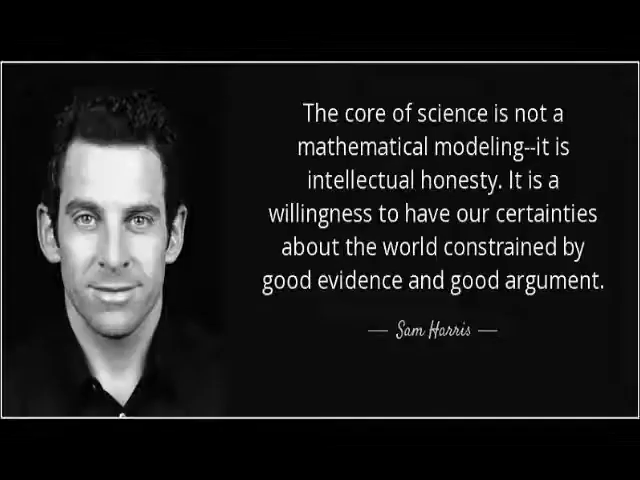 The core of science is not a
mathematical modeling--it is
intellectual honesty. It is a
willingness to have our certainties
about the world constrained by
good evidence and good argument.
— Sam Harris —